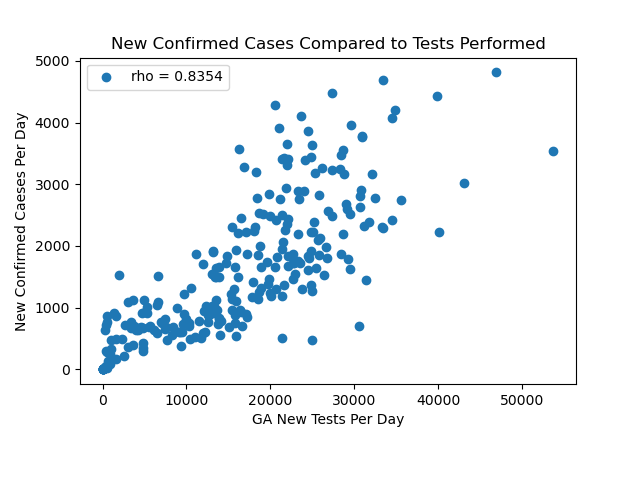 New Confirmed Cases Compared to Tests Performed
rho = 0.8354
New Confirmed Caeses Per Day
5000
4000
3000
2000
1000
0
0 10000 20000 30000 40000 50000
GA New Tests Per Day